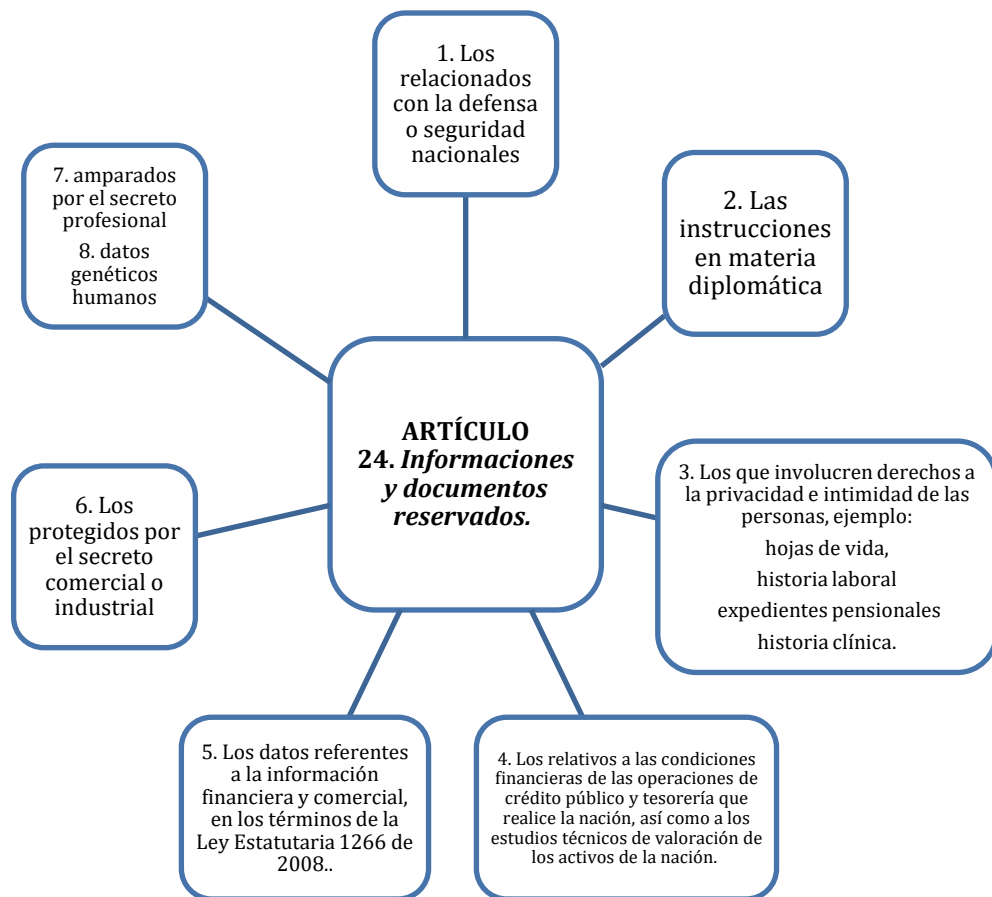 1. Los
relacionados
con la defensa
o seguridad
nacionales
2. Las
instrucciones
en materia
diplomática
3. Los que involucren derechos a
la privacidad e intimidad de las
personas, ejemplo:
hojas de vida,
historia laboral
expedientes pensionales
historia clínica.
4. Los relativos a las condiciones
financieras de las operaciones de
crédito público y tesorería que
realice la nación, así como a los
estudios técnicos de valoración de
los activos de la nación.
5. Los datos referentes
a la información
financiera y comercial,
en los términos de la
Ley Estatutaria 1266 de
2008..
6. Los
protegidos por
el secreto
comercial o
industrial
7. amparados
por el secreto
profesional
8. datos
genéticos
humanos
ARTÍCULO
24. Informaciones
y documentos
reservados.